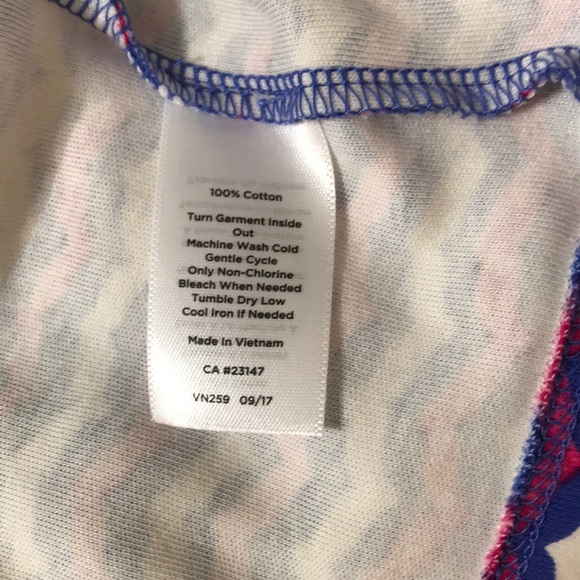 100% Cotton
Turn Garment Inside
Out
Machine Wash Cold
Gentle Cycle
Only Non-Chlorine
Bleach When Needed
Tumble Dry Low
Cool Iron If Needed
Made In Vietnam
CA #23147
VN259 09/17